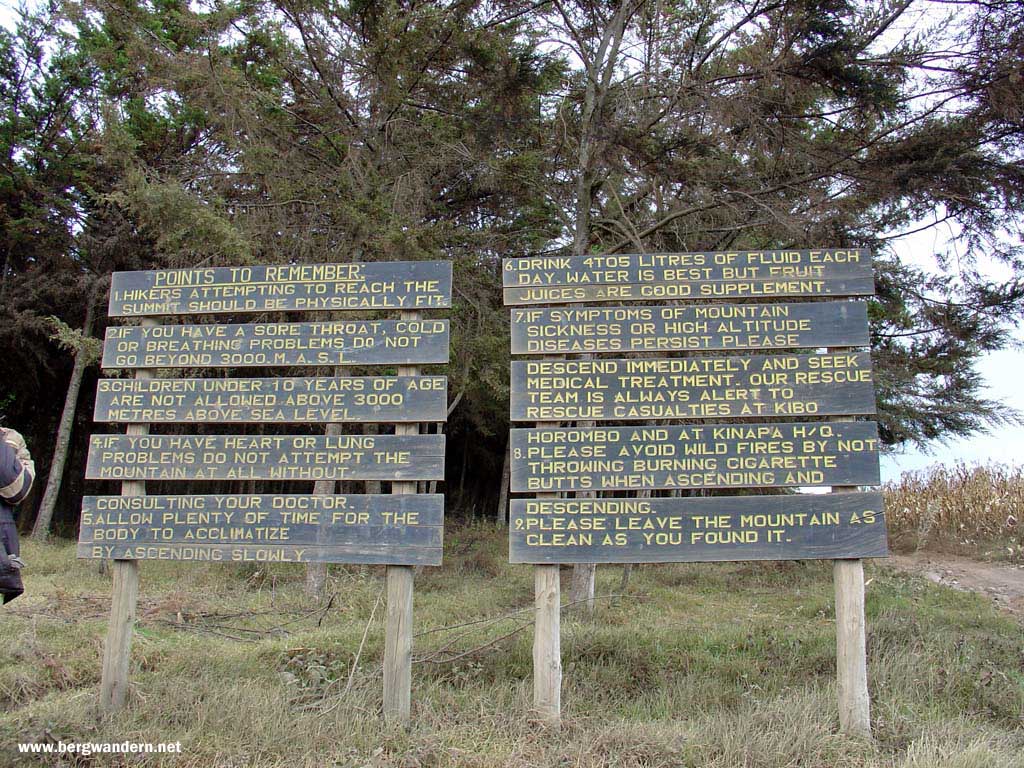 POINTS TO REMEMBER:
1.HIKERS ATTEMPTING TO REACH THE
SUMMIT SHOULD BE PHYSICALLY FIT.
2.IF YOU HAVE A SORE THROAT, COLD
OR BREATHING PROBLEMS DO NOT
GO BEYOND 3000.M.A.S.L.
3.CHILDREN UNDER 10 YEARS OF AGE
ARE NOT ALLOWED ABOVE 3000
METRES ABOVE SEA LEVEL.
4.IF YOU HAVE HEART OR LUNG
PROBLEMS DO NOT ATTEMPT THE
MOUNTAIN AT ALL WITHOUT.
CONSULTING YOUR DOCTOR.
5.ALLOW PLENTY OF TIME FOR THE
BODY TO ACCLIMATIZE
BY ASCENDING SLOWLY
6.DRINK 4TO5 LITRES OF FLUID EACH
DAY. WATER IS BEST BUT FRUIT
JUICES ARE GOOD SUPPLEMENT.
7.IF SYMPTOMS OF MOUNTAIN
SICKNESS OR HIGH ALTITUDE
DISEASES PERSIST PLEASE
DESCEND IMMEDIATELY AND SEEK
MEDICAL TREATMENT. OUR RESCUE
TEAM IS ALWAYS ALERT TO
RESCUE CASUALTIES AT KIBO
HOROMBO AND AT KINAPA H/Q.
8.PLEASE AVOID WILD FIRES BY NOT
THROWING BURNING CIGARETTE
BUTTS WHEN ASCENDING AND
DESCENDING.
9.PLEASE LEAVE THE MOUNTAIN AS
CLEAN AS YOU FOUND IT.
www.bergwandern.net